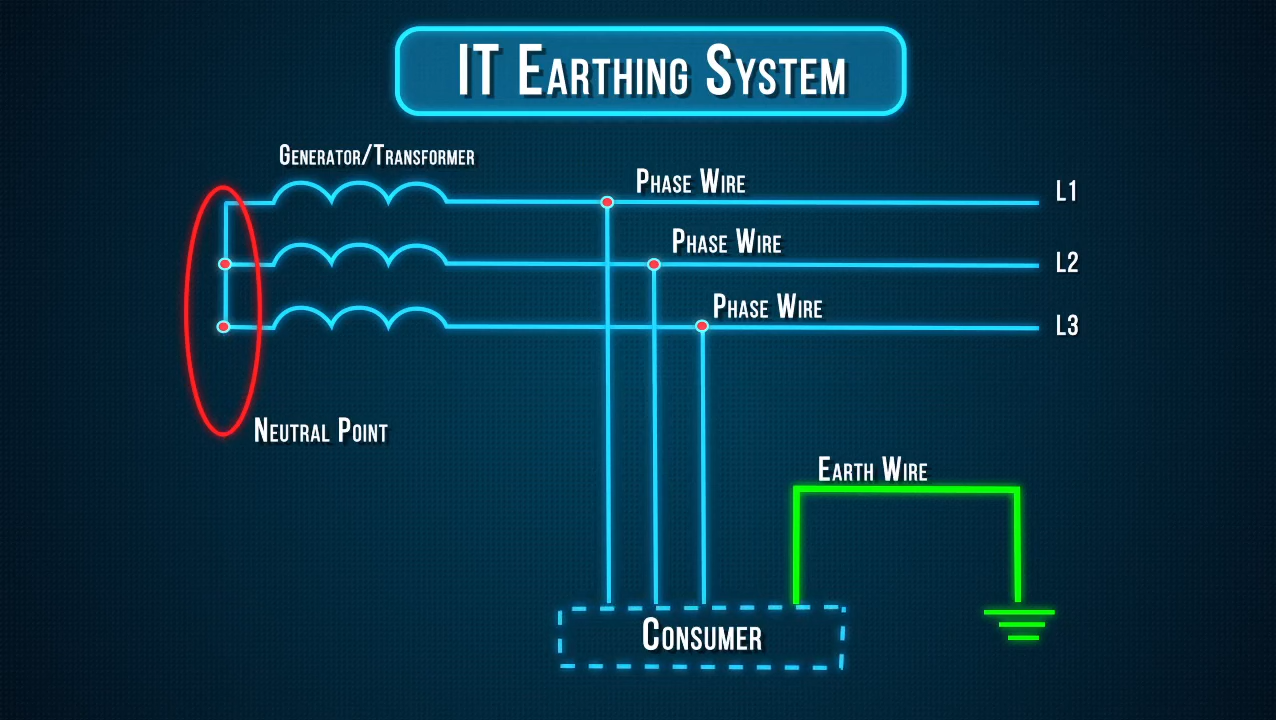 IT Earthing System
Generator/Transformer
Phase Wire
L1
Phase Wire
L2
Phase Wire
L3
Neutral Point
Earth Wire
Consumer